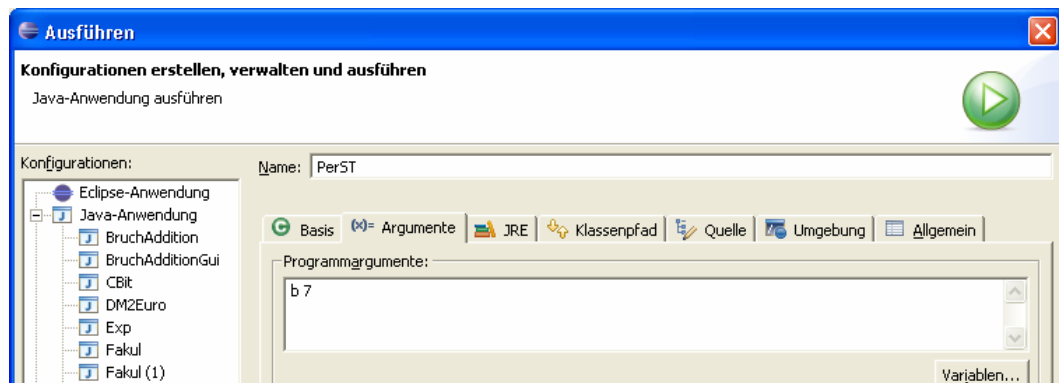 Ausführen
Konfigurationen erstellen, verwalten und ausführen
Java-Anwendung ausführen
Konfigurationen:
Name: PerST
Eclipse-Anwendung
Java-Anwendung
BruchAddition
BruchAdditionGui
CBit
DM2Euro
Exp
Fakul
Fakul (1)
Basis (x)= Argumente JRE Klassenpfad Quelle Umgebung Allgemein
Programmargumente:
b 7
Variablen...